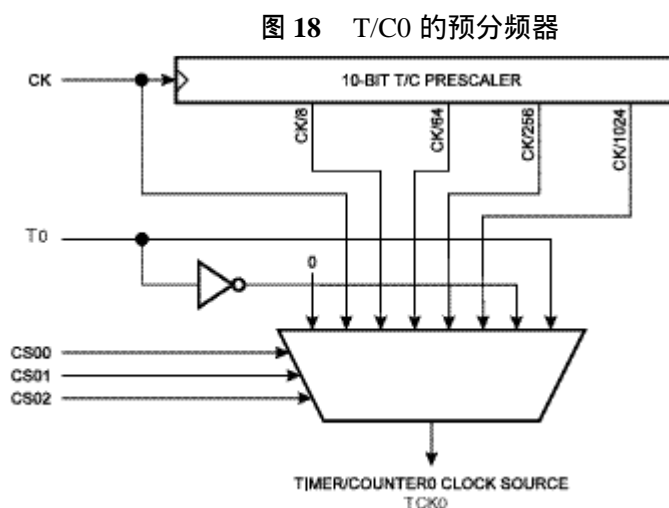 图 18 T/C0 的预分频器
CK
10-BIT T/C PRESCALER
CK/8
CK/64
CK/256
CK/1024
T0
0
CS00
CS01
CS02
TIMER/COUNTER0 CLOCK SOURCE
TCK0